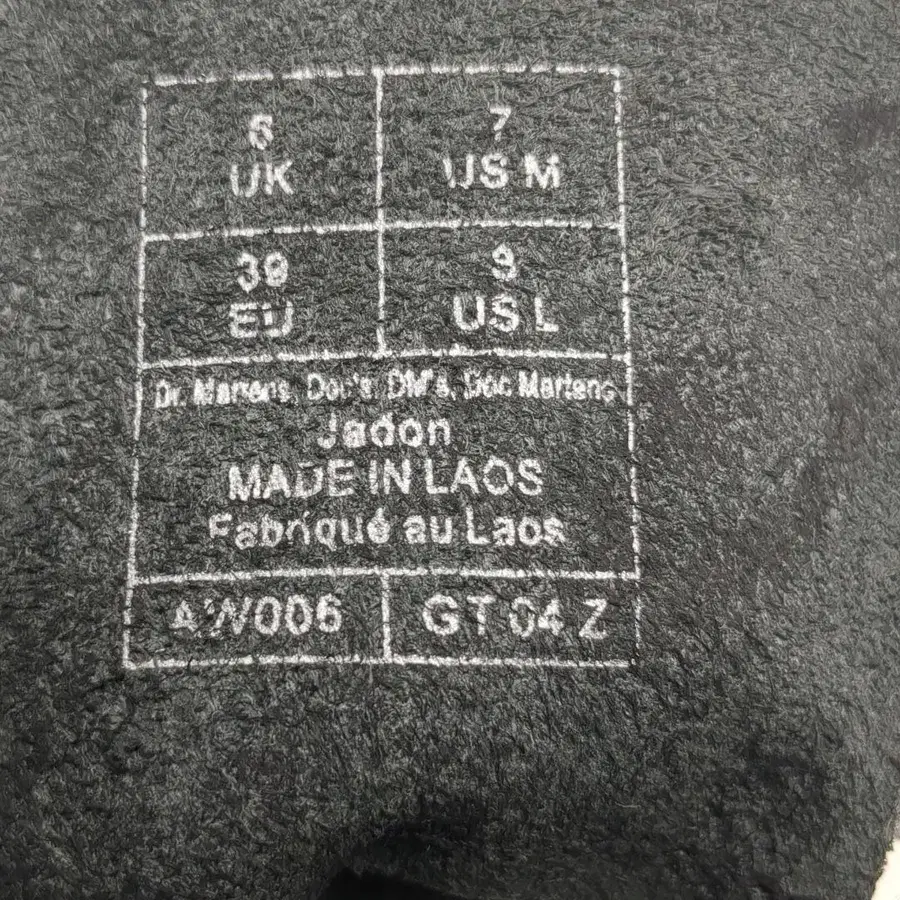 6
UK
7
US M
39
EU
9
US L
Dr. Martens, Doc's, DM's, Doc Martens
Jadon
MADE IN LAOS
Fabriqué au Laos
AW006
GT 04 Z